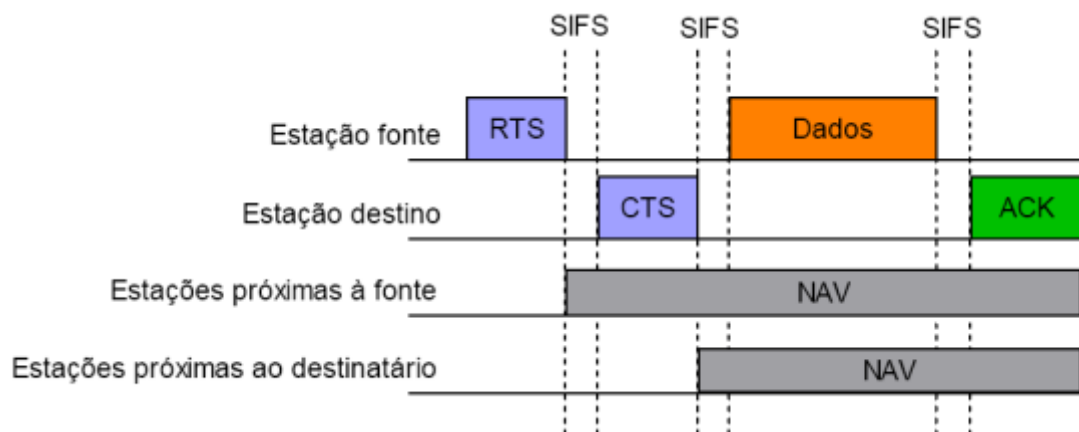 SIFS SIFS SIFS
Estação fonte RTS Dados
Estação destino CTS ACK
Estações próximas à fonte NAV
Estações próximas ao destinatário NAV